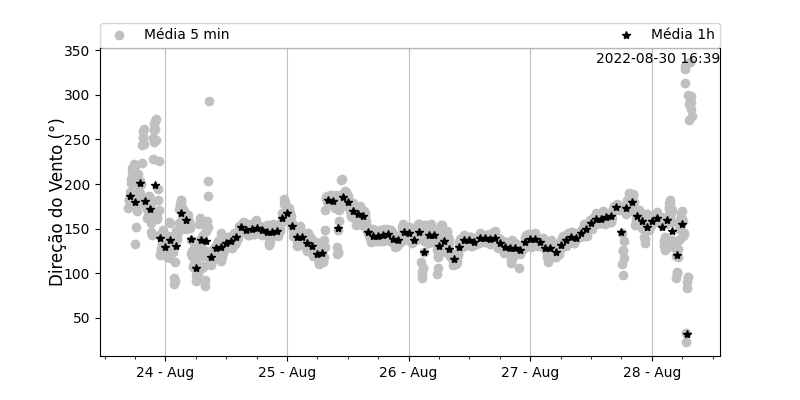 Média 5 min
Média 1h
2022-08-30 16:39
Direção do Vento (°)
350
300
250
200
150
100
50
24 - Aug
25 - Aug
26 - Aug
27 - Aug
28 - Aug